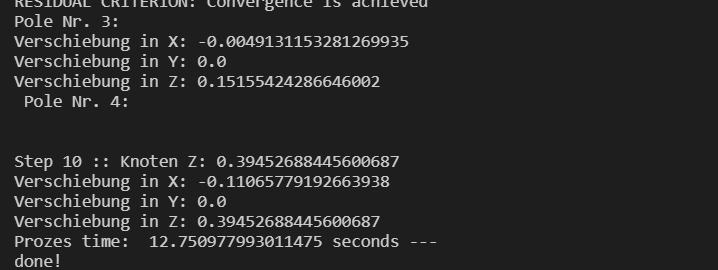 RESIDUAL CRITERION: Convergence is achieved
Pole Nr. 3:
Verschiebung in X: -0.0049131153281269935
Verschiebung in Y: 0.0
Verschiebung in Z: 0.15155424286646002
Pole Nr. 4:
Step 10 :: Knoten Z: 0.39452688445600687
Verschiebung in X: -0.11065779192663938
Verschiebung in Y: 0.0
Verschiebung in Z: 0.39452688445600687
Prozes time:  12.750977993011475 seconds ---
done!